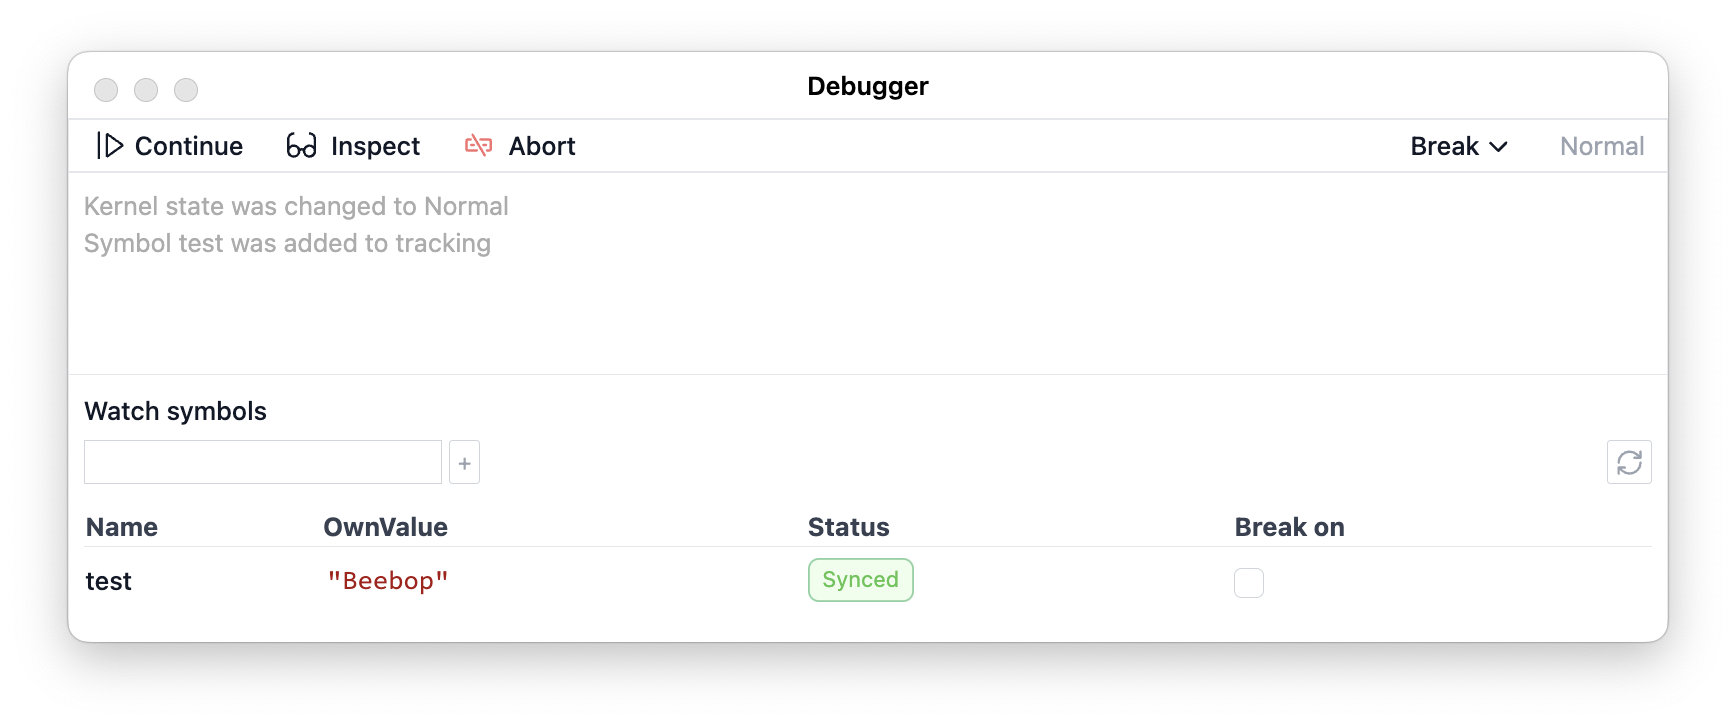 Debugger
Continue Inspect Abort Break Normal
Kernel state was changed to Normal
Symbol test was added to tracking
Watch symbols
+
Name OwnValue Status Break on
test "Beebop" Synced